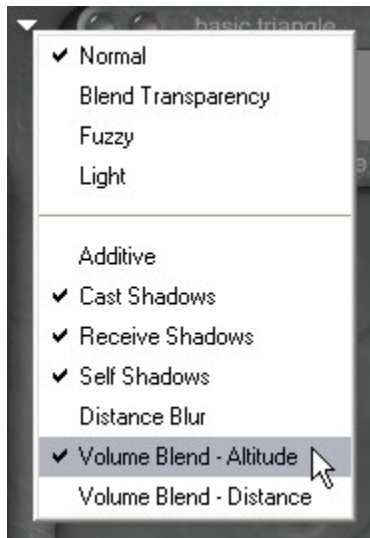 basic triangle
Normal
Blend Transparency
Fuzzy
Light
Additive
Cast Shadows
Receive Shadows
Self Shadows
Distance Blur
Volume Blend - Altitude
Volume Blend - Distance